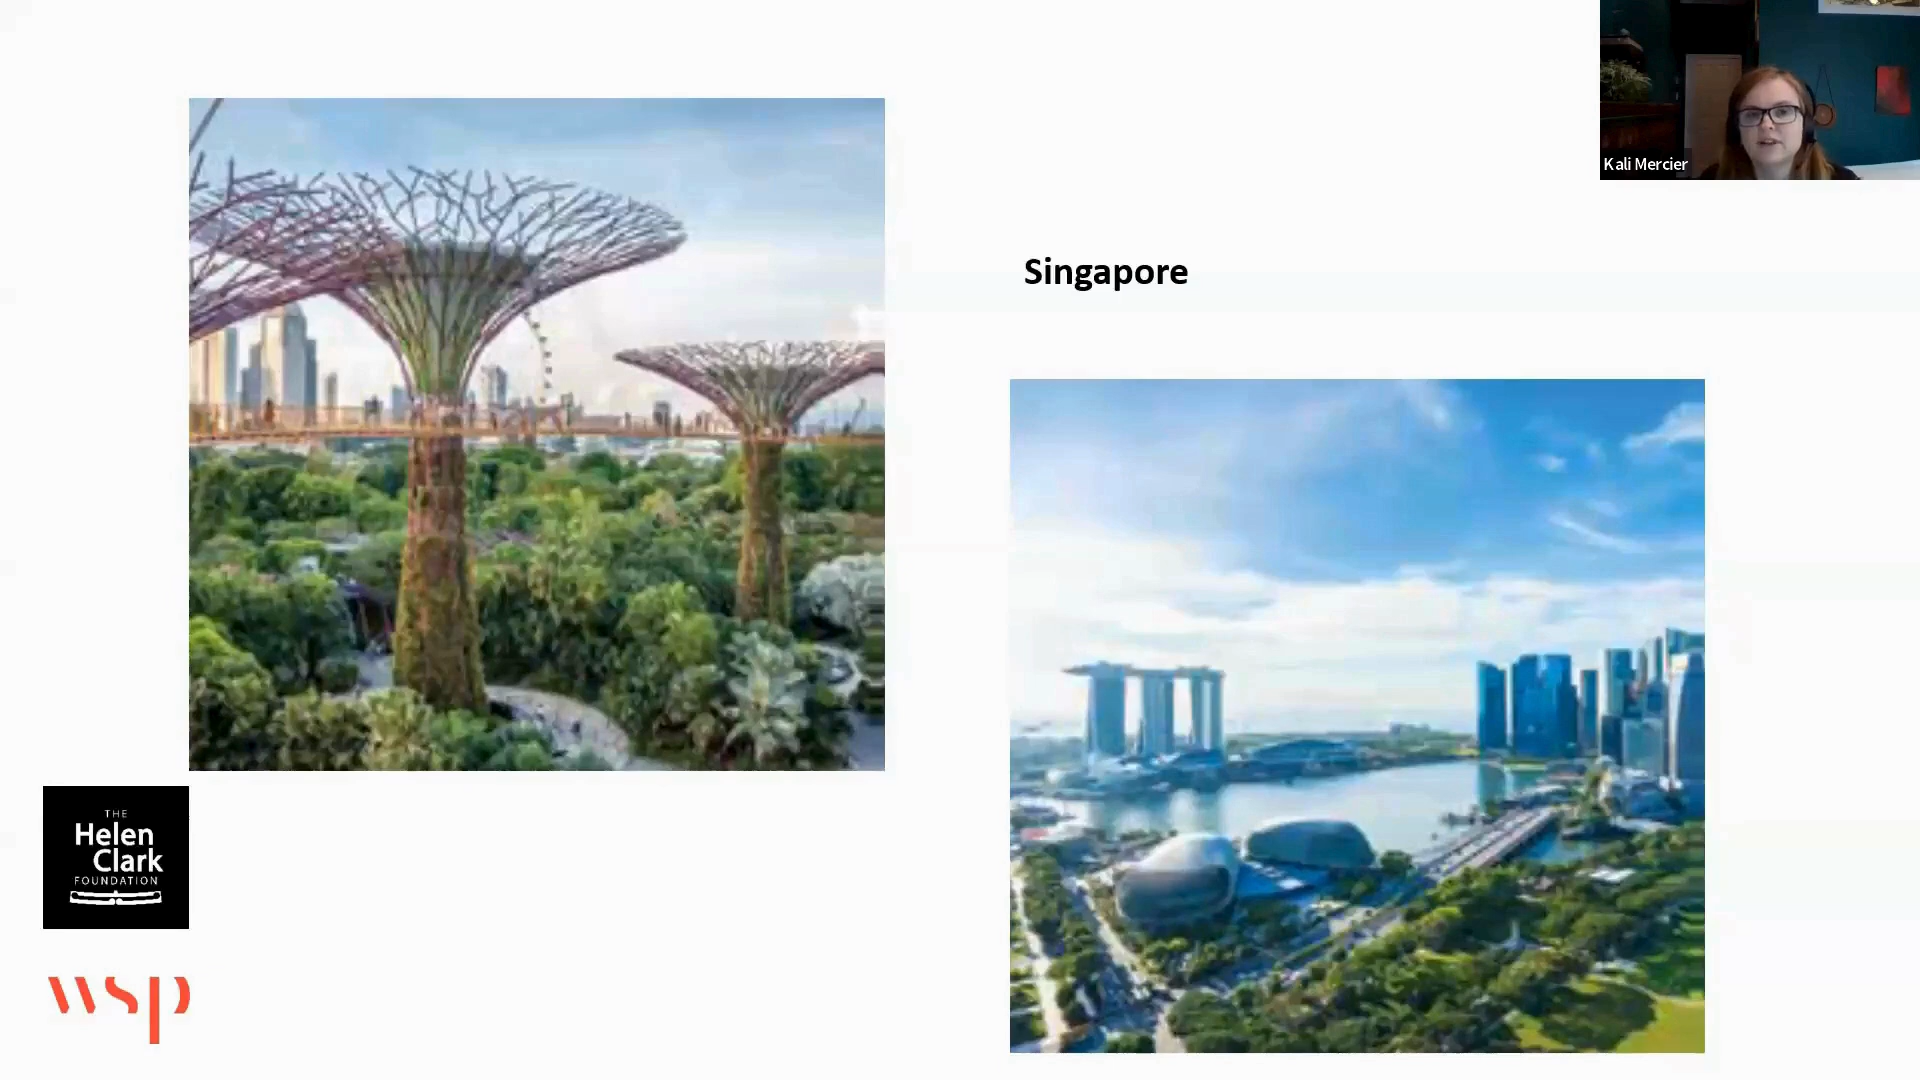 Kali Mercier
Singapore
THE
Helen
Clark
FOUNDATION
wsp